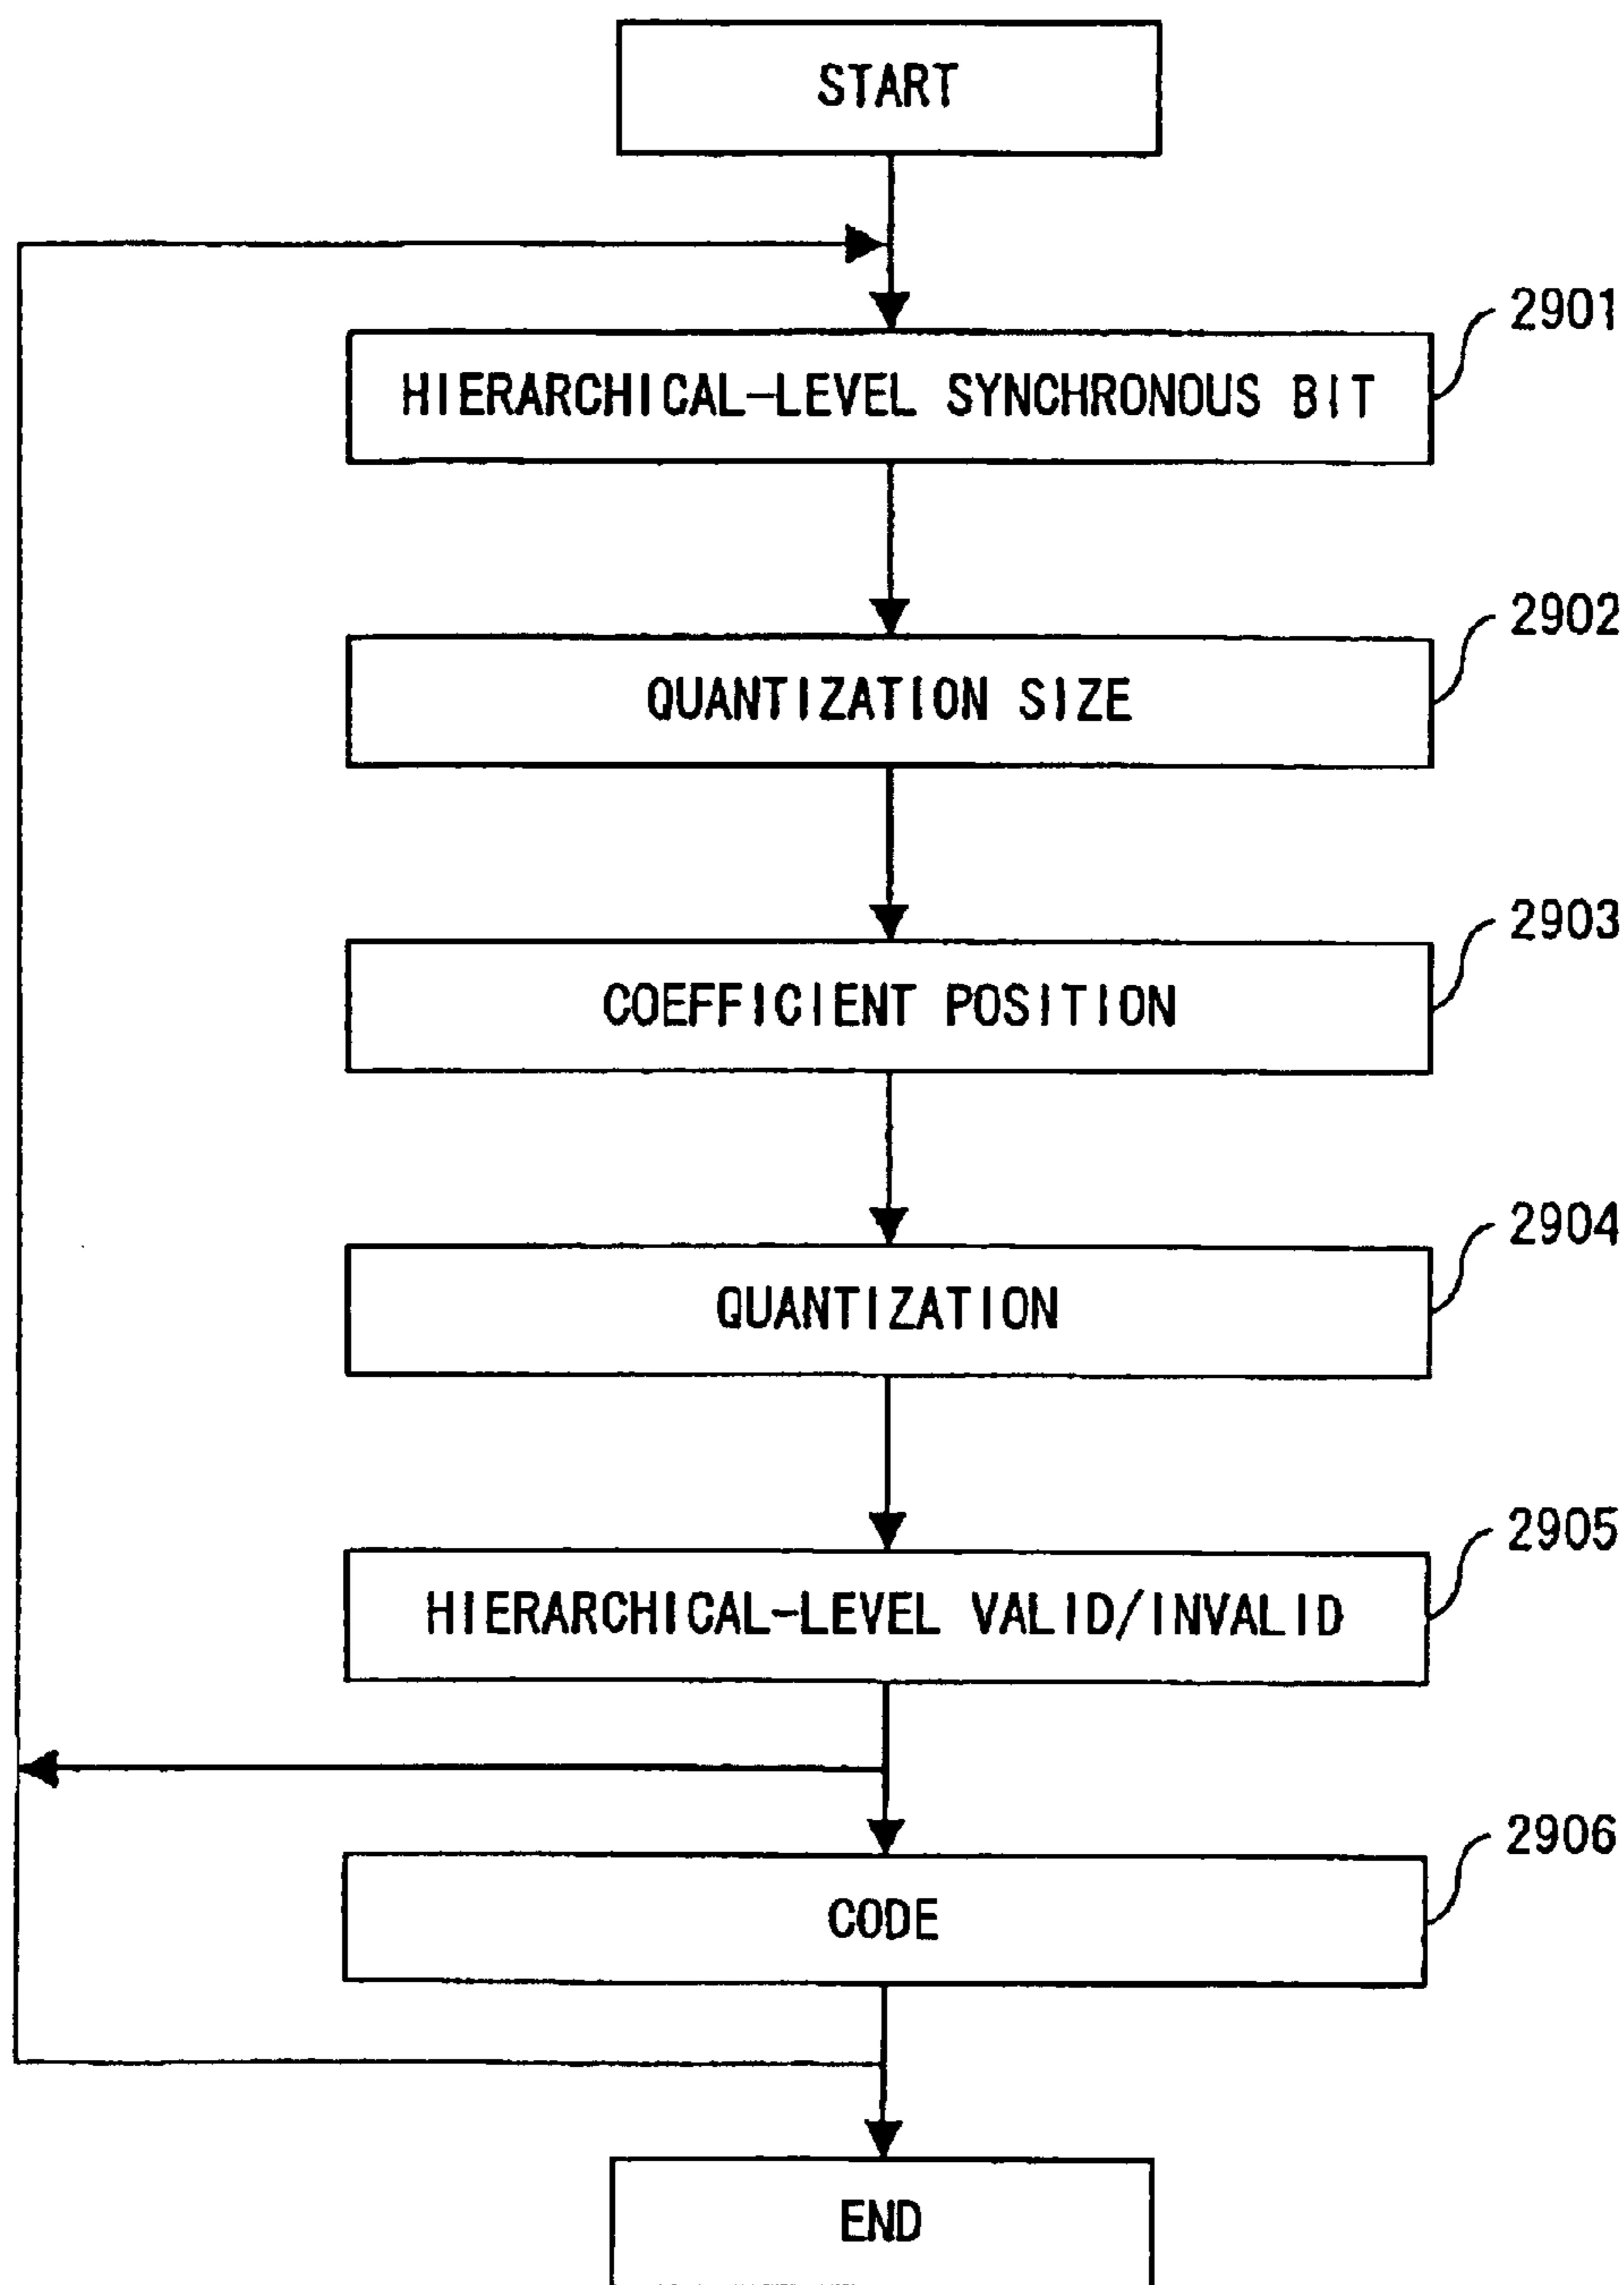 START
2901
HIERARCHICAL-LEVEL SYNCHRONOUS BIT
2902
QUANTIZATION SIZE
2903
COEFFICIENT POSITION
2904
QUANTIZATION
2905
HIERARCHICAL-LEVEL VALID/INVALID
2906
CODE
END